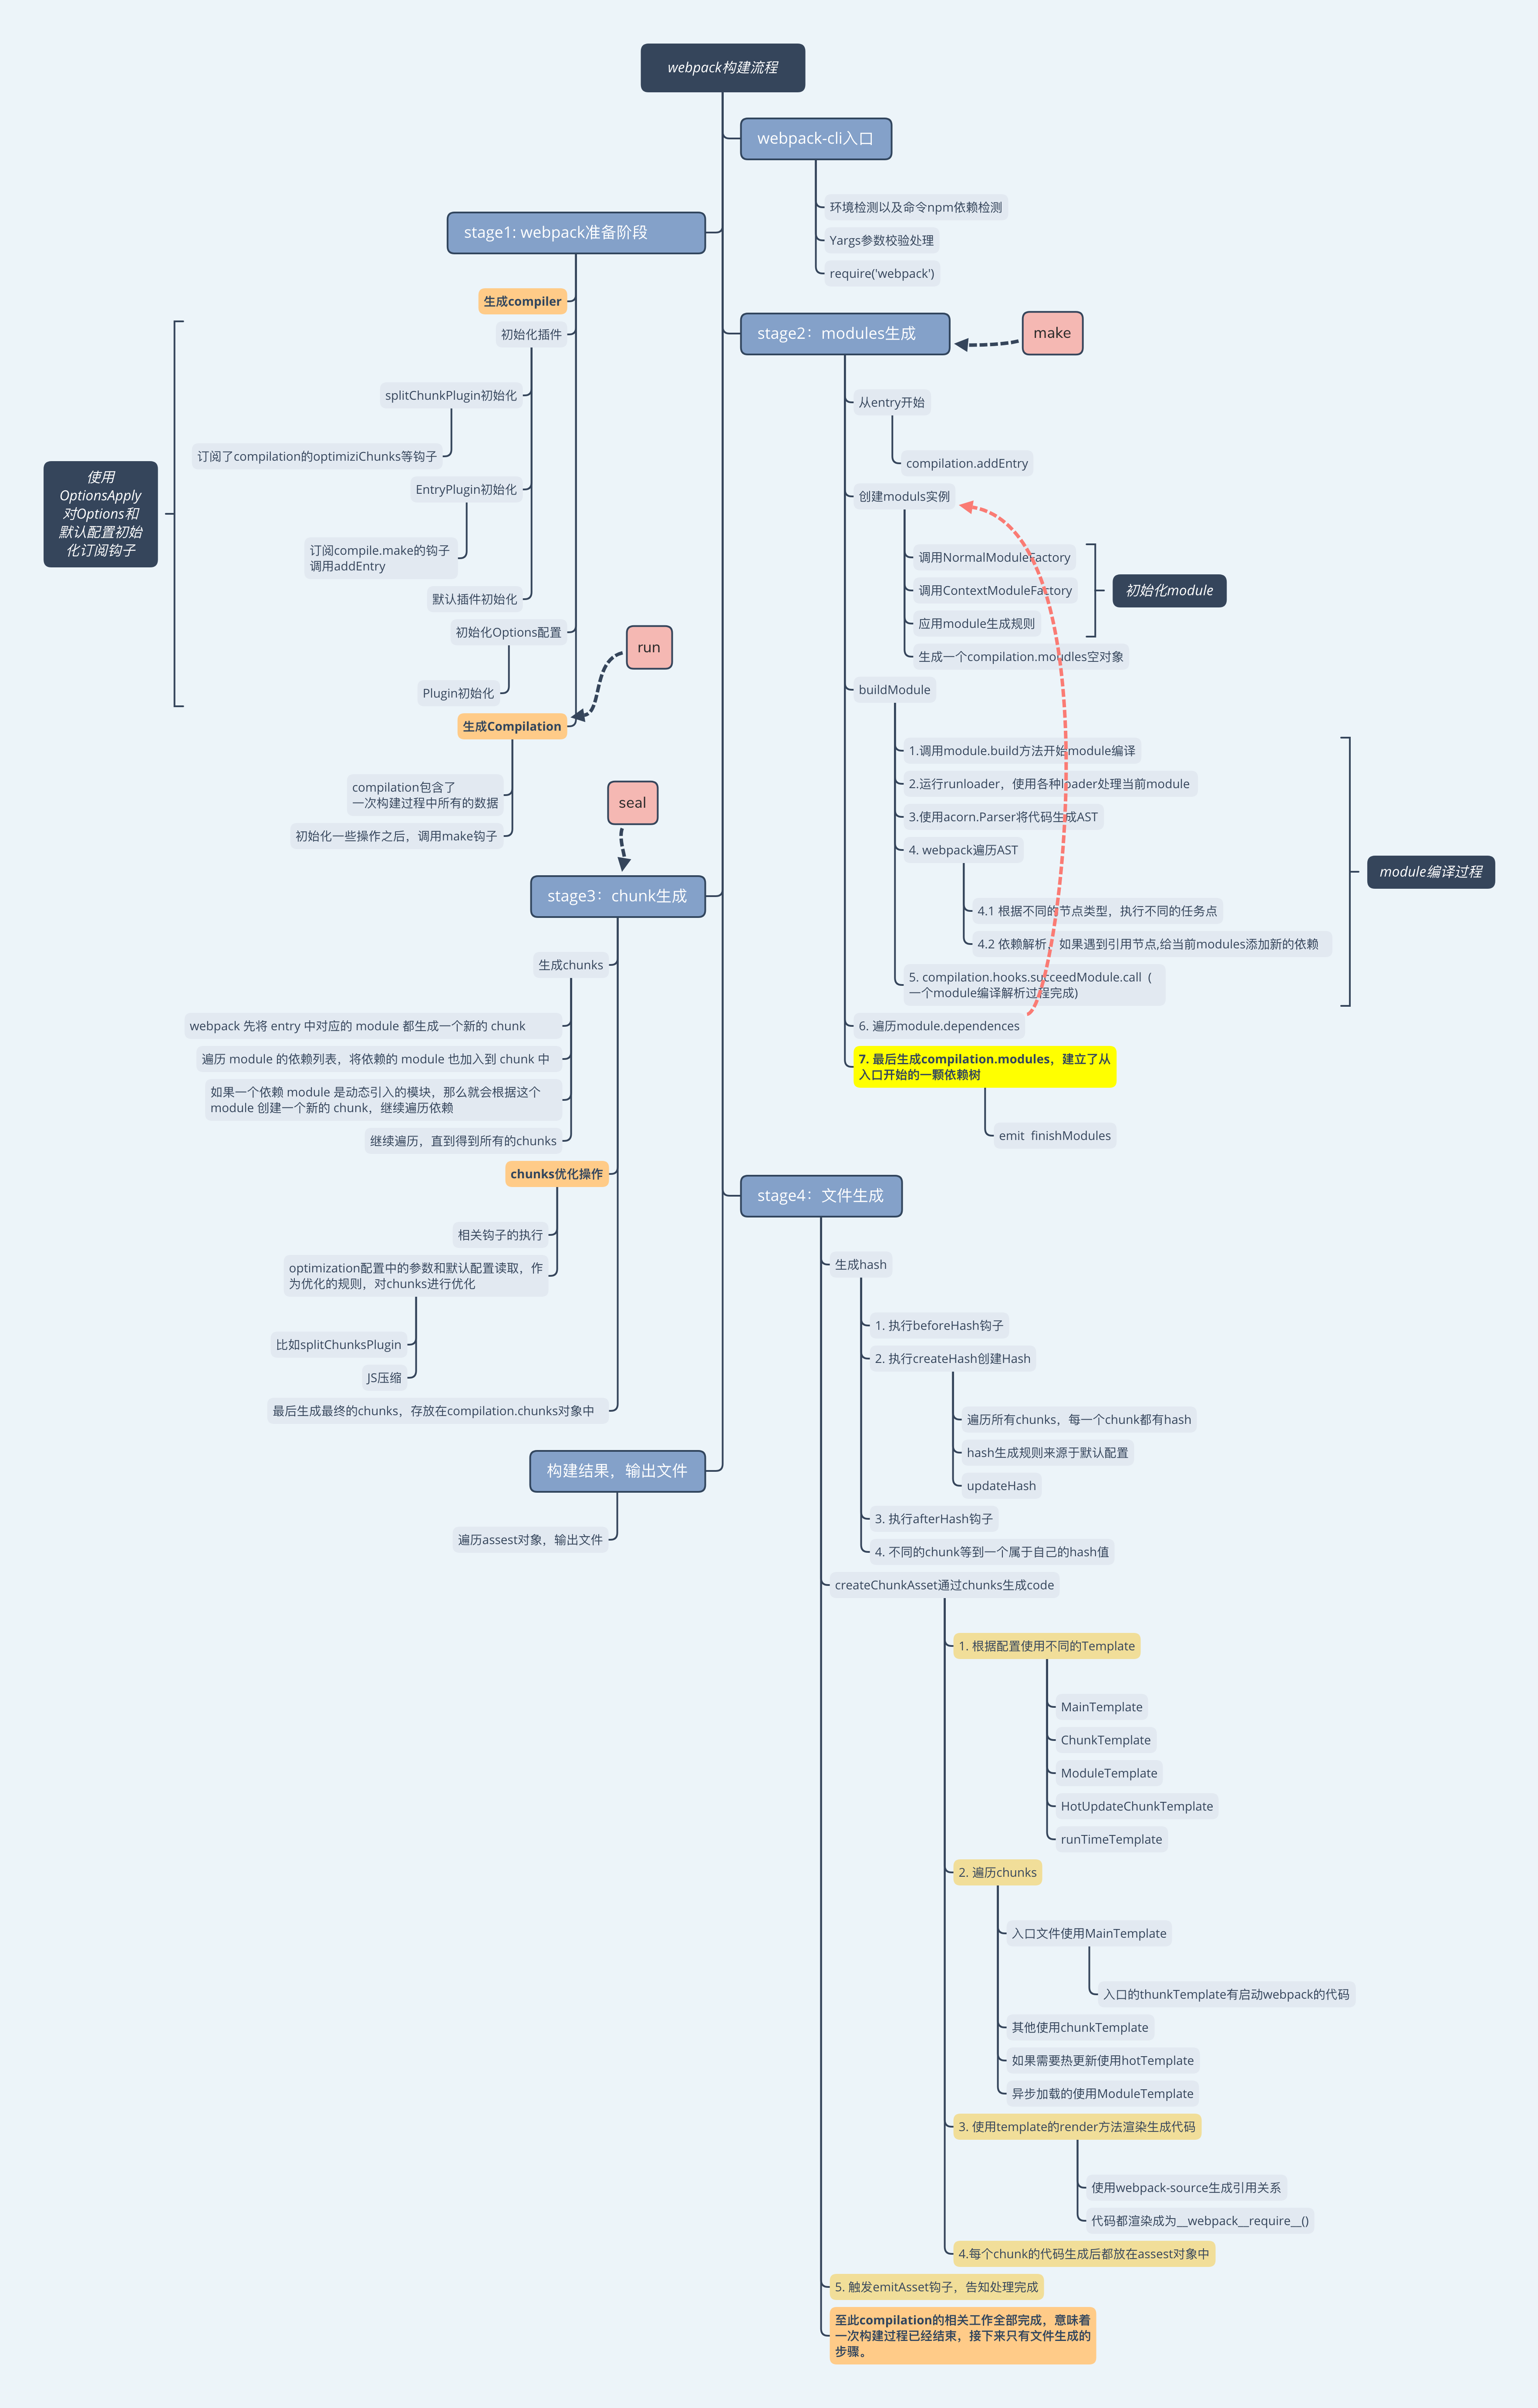 webpack构建流程
webpack-cli入口
环境检测以及命令npm依赖检测
Yargs参数校验处理
require('webpack')
stage1: webpack准备阶段
生成compiler
初始化插件
splitChunkPlugin初始化
订阅了compilation的optimiziChunks等钩子
EntryPlugin初始化
订阅compile.make的钩子
调用addEntry
默认插件初始化
初始化Options配置
Plugin初始化
使用
OptionsApply
对Options和
默认配置初始
化订阅钩子
run
生成Compilation
compilation包含了
一次构建过程中所有的数据
初始化一些操作之后，调用make钩子
stage2：modules生成
make
从entry开始
compilation.addEntry
创建moduls实例
调用NormalModuleFactory
调用ContextModuleFactory
应用module生成规则
初始化module
生成一个compilation.moudles空对象
buildModule
1.调用module.build方法开始module编译
2.运行runloader，使用各种loader处理当前module
3.使用acorn.Parser将代码生成AST
4. webpack遍历AST
4.1 根据不同的节点类型，执行不同的任务点
4.2 依赖解析，如果遇到引用节点,给当前modules添加新的依赖
5. compilation.hooks.succeedModule.call（
一个module编译解析过程完成)
module编译过程
6. 遍历module.dependences
7. 最后生成compilation.modules，建立了从
入口开始的一颗依赖树
emit finishModules
seal
stage3：chunk生成
生成chunks
webpack 先将 entry 中对应的 module 都生成一个新的 chunk
遍历 module 的依赖列表，将依赖的 module 也加入到 chunk 中
如果一个依赖 module 是动态引入的模块，那么就会根据这个
module 创建一个新的 chunk，继续遍历依赖
继续遍历，直到得到所有的chunks
chunks优化操作
相关钩子的执行
optimization配置中的参数和默认配置读取，作
为优化的规则，对chunks进行优化
比如splitChunksPlugin
JS压缩
最后生成最终的chunks，存放在compilation.chunks对象中
stage4：文件生成
生成hash
1. 执行beforeHash钩子
2. 执行createHash创建Hash
遍历所有chunks，每一个chunk都有hash
hash生成规则来源于默认配置
updateHash
3. 执行afterHash钩子
4. 不同的chunk等到一个属于自己的hash值
createChunkAsset通过chunks生成code
1. 根据配置使用不同的Template
MainTemplate
ChunkTemplate
ModuleTemplate
HotUpdateChunkTemplate
runTimeTemplate
2. 遍历chunks
入口文件使用MainTemplate
入口的thunkTemplate有启动webpack的代码
其他使用chunkTemplate
如果需要热更新使用hotTemplate
异步加载的使用ModuleTemplate
3. 使用template的render方法渲染生成代码
使用webpack-source生成引用关系
代码都渲染成为__webpack__require__()
4.每个chunk的代码生成后都放在assest对象中
5. 触发emitAsset钩子，告知处理完成
至此compilation的相关工作全部完成，意味着
一次构建过程已经结束，接下来只有文件生成的
步骤。
构建结果，输出文件
遍历assest对象，输出文件